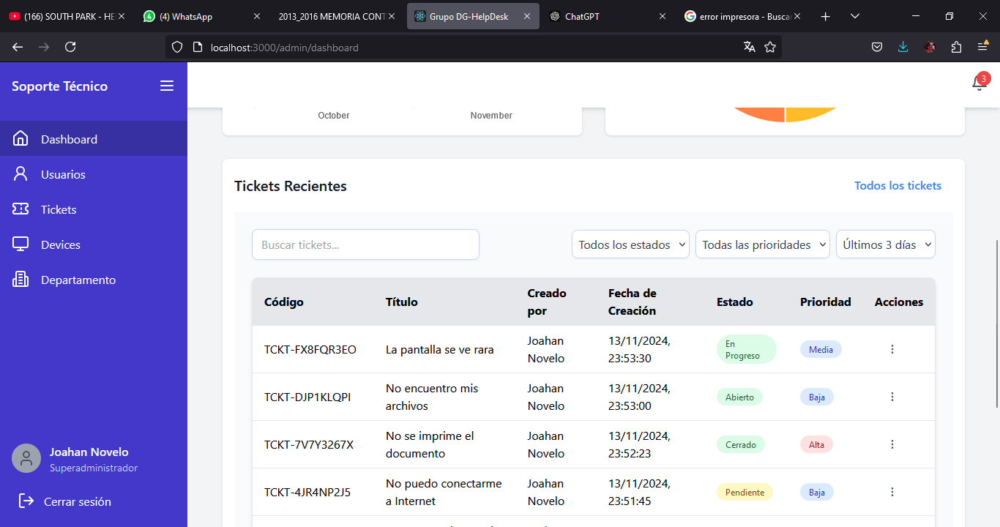 (166) SOUTH PARK - HE
(4) WhatsApp
2013_2016 MEMORIA CONT
Grupo DG-HelpDesk
ChatGPT
error impresora - Busca
localhost:3000/admin/dashboard
Soporte Técnico
3
Dashboard
Usuarios
Tickets
Devices
Departamento
Joahan Novelo
Superadministrador
Cerrar sesión
October
November
Tickets Recientes
Todos los tickets
Buscar tickets...
Todos los estados
Todas las prioridades
Últimos 3 días
Código
Título
Creado
por
Fecha de
Creación
Estado
Prioridad
Acciones
TCKT-FX8FQR3EO
La pantalla se ve rara
Joahan
Novelo
13/11/2024,
23:53:30
En
Progreso
Media
TCKT-DJP1KLQPI
No encuentro mis
archivos
Joahan
Novelo
13/11/2024,
23:53:00
Abierto
Baja
TCKT-7V7Y3267X
No se imprime el
documento
Joahan
Novelo
13/11/2024,
23:52:23
Cerrado
Alta
TCKT-4JR4NP2J5
No puedo conectarme
a Internet
Joahan
Novelo
13/11/2024,
23:51:45
Pendiente
Baja